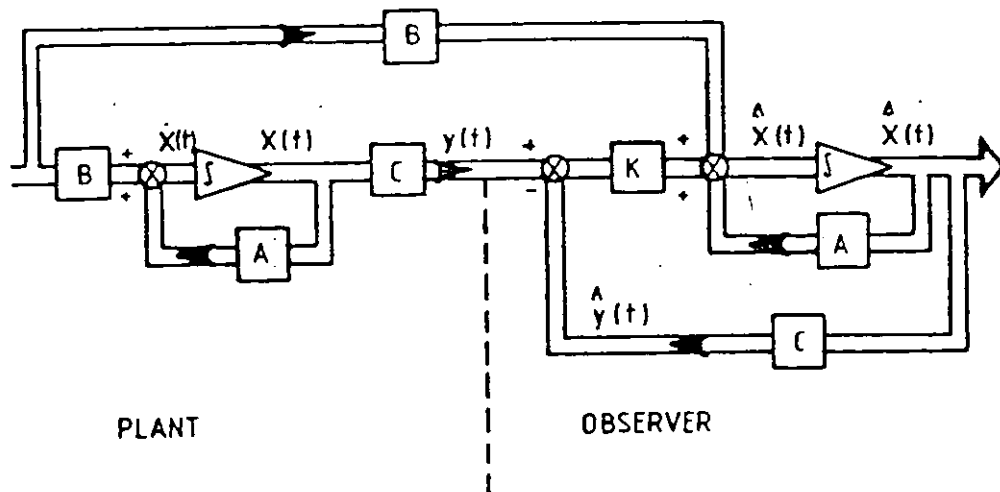 B
Ẋ(t) X(t) y(t) X̂(t) X̂(t)
+ + +
B ∫ C K ∫
+ - +
A A
ŷ(t)
C
PLANT OBSERVER